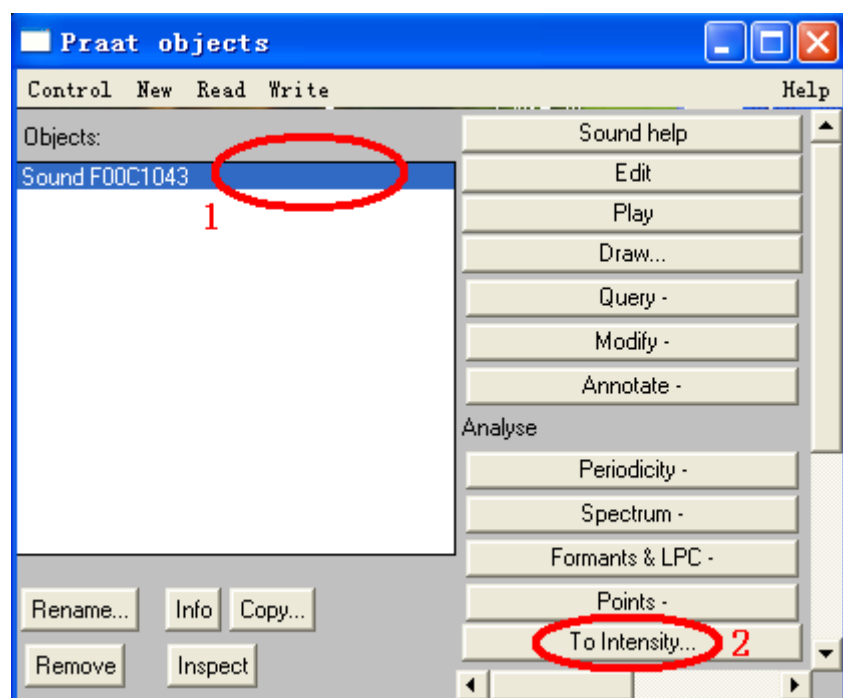 Praat objects
Control New Read Write Help
Objects:
Sound F00C1043
1
Sound help
Edit
Play
Draw...
Query -
Modify -
Annotate -
Analyse
Periodicity -
Spectrum -
Formants & LPC -
Points -
To Intensity... 2
Rename... Info Copy...
Remove Inspect